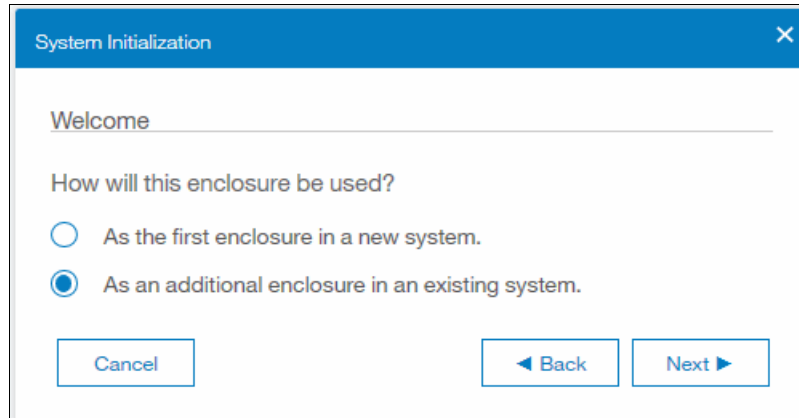 System Initialization
Welcome
How will this enclosure be used?
As the first enclosure in a new system.
As an additional enclosure in an existing system.
Cancel ◄ Back Next ►